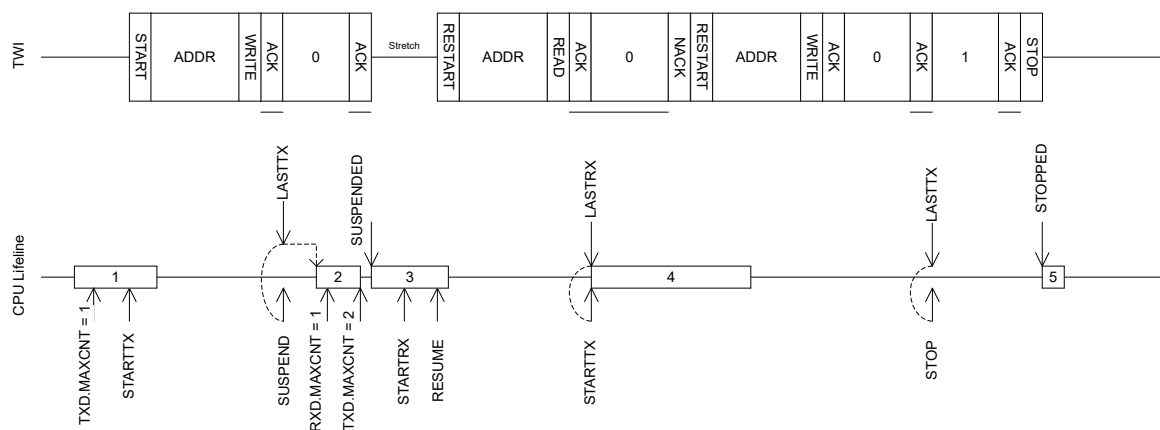 TWI
START
ADDR
WRITE
ACK
0
ACK
Stretch
RESTART
ADDR
READ
ACK
0
NACK
RESTART
ADDR
WRITE
ACK
0
ACK
1
ACK
STOP
CPU Lifeline
LASTTX
SUSPENDED
LASTRX
LASTTX
STOPPED
1
2
3
4
5
TXD.MAXCNT = 1
STARTTX
SUSPEND
RXD.MAXCNT = 1
TXD.MAXCNT = 2
STARTRX
RESUME
STARTTX
STOP